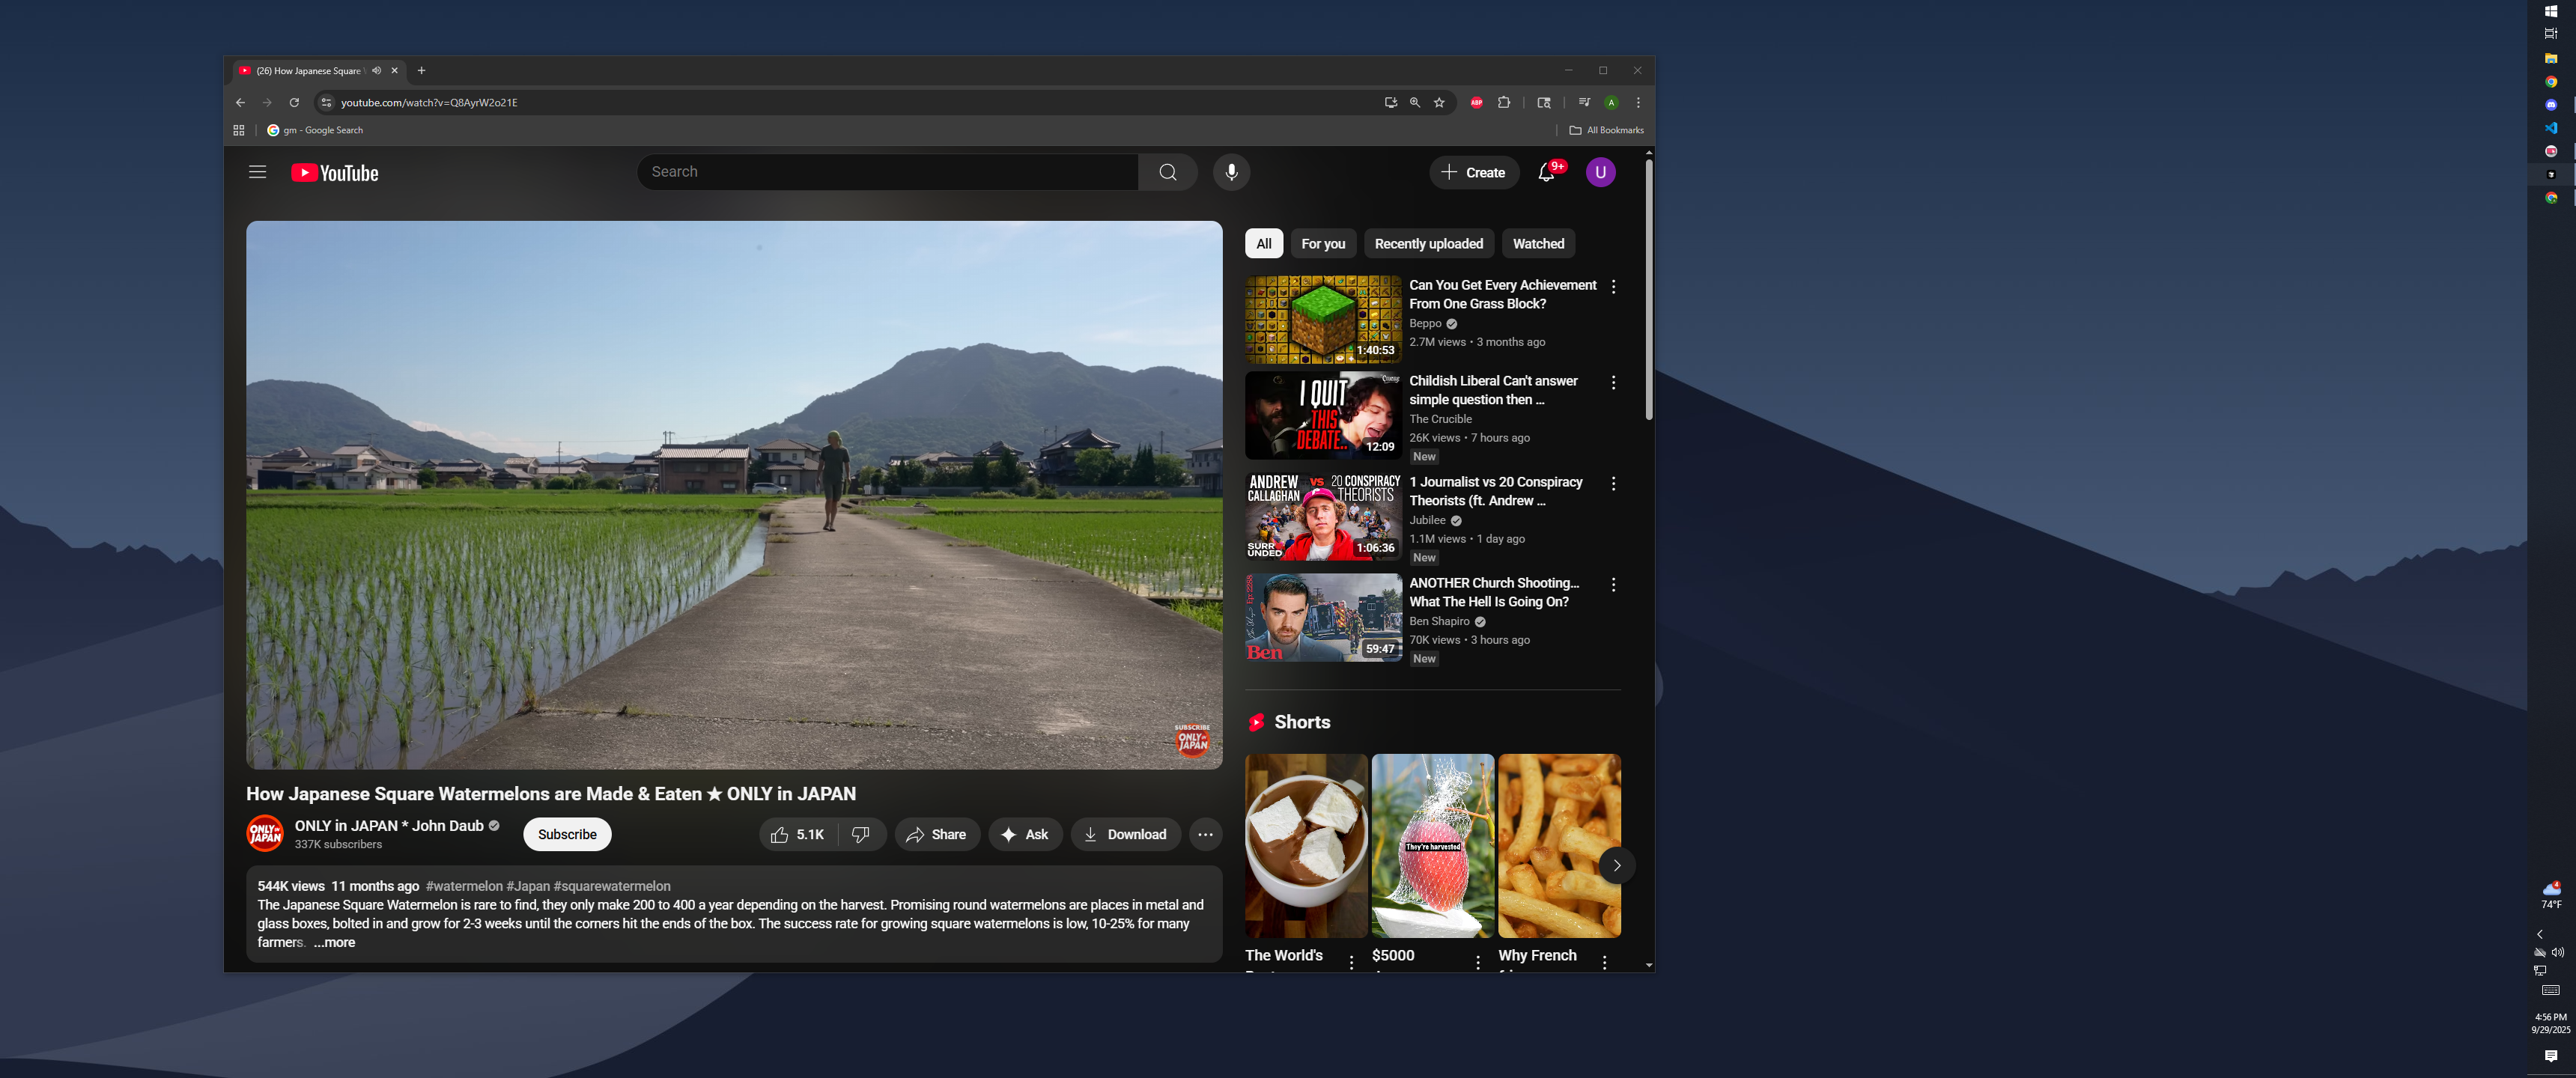 (26) How Japanese Square
youtube.com/watch?v=Q8AyrW2o21E
ABP
A
gm - Google Search
All Bookmarks
YouTube
Search
Create
9+
U
All
For you
Recently uploaded
Watched
Can You Get Every Achievement
From One Grass Block?
Beppo
2.7M views • 3 months ago
1:40:53
I QUIT
THIS
DEBATE..
12:09
Childish Liberal Can't answer
simple question then ...
The Crucible
26K views • 7 hours ago
New
ANDREW
CALLAGHAN
VS
20 CONSPIRACY
THEORISTS
SURR
UNDED
1:06:36
1 Journalist vs 20 Conspiracy
Theorists (ft. Andrew ...
Jubilee
1.1M views • 1 day ago
New
Ben
59:47
ANOTHER Church Shooting...
What The Hell Is Going On?
Ben Shapiro
70K views • 3 hours ago
New
Shorts
They're harvested
The World's
$5000
Why French
SUBSCRIBE
ONLY in
JAPAN
How Japanese Square Watermelons are Made & Eaten ★ ONLY in JAPAN
ONLY in
JAPAN
ONLY in JAPAN * John Daub
337K subscribers
Subscribe
5.1K
Share
Ask
Download
544K views 11 months ago #watermelon #Japan #squarewatermelon
The Japanese Square Watermelon is rare to find, they only make 200 to 400 a year depending on the harvest. Promising round watermelons are places in metal and
glass boxes, bolted in and grow for 2-3 weeks until the corners hit the ends of the box. The success rate for growing square watermelons is low, 10-25% for many
farmers. ...more
4
74°F
4:56 PM
9/29/2025